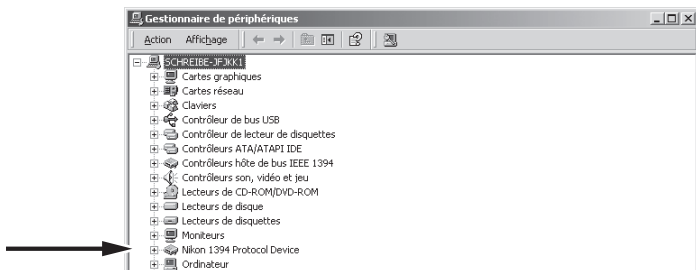 Gestionnaire de périphériques
Action Affichage
SCHREIBE-JFJKK1
Cartes graphiques
Cartes réseau
Claviers
Contrôleur de bus USB
Contrôleur de lecteur de disquettes
Contrôleurs ATA/ATAPI IDE
Contrôleurs hôte de bus IEEE 1394
Contrôleurs son, vidéo et jeu
Lecteurs de CD-ROM/DVD-ROM
Lecteurs de disque
Lecteurs de disquettes
Moniteurs
Nikon 1394 Protocol Device
Ordinateur